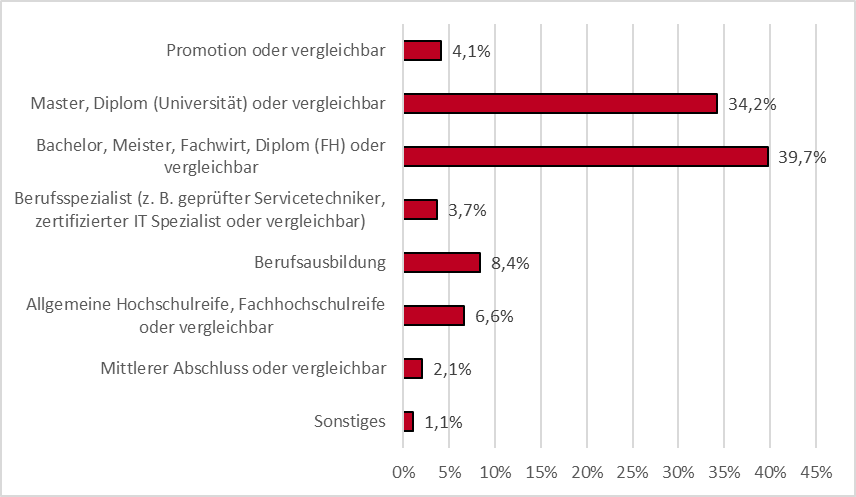 Promotion oder vergleichbar
4,1%
Master, Diplom (Universität) oder vergleichbar
34,2%
Bachelor, Meister, Fachwirt, Diplom (FH) oder
vergleichbar
39,7%
Berufsspezialist (z. B. geprüfter Servicetechniker,
zertifizierter IT Spezialist oder vergleichbar)
3,7%
Berufsausbildung
8,4%
Allgemeine Hochschulreife, Fachhochschulreife
oder vergleichbar
6,6%
Mittlerer Abschluss oder vergleichbar
2,1%
Sonstiges
1,1%
0% 5% 10% 15% 20% 25% 30% 35% 40% 45%